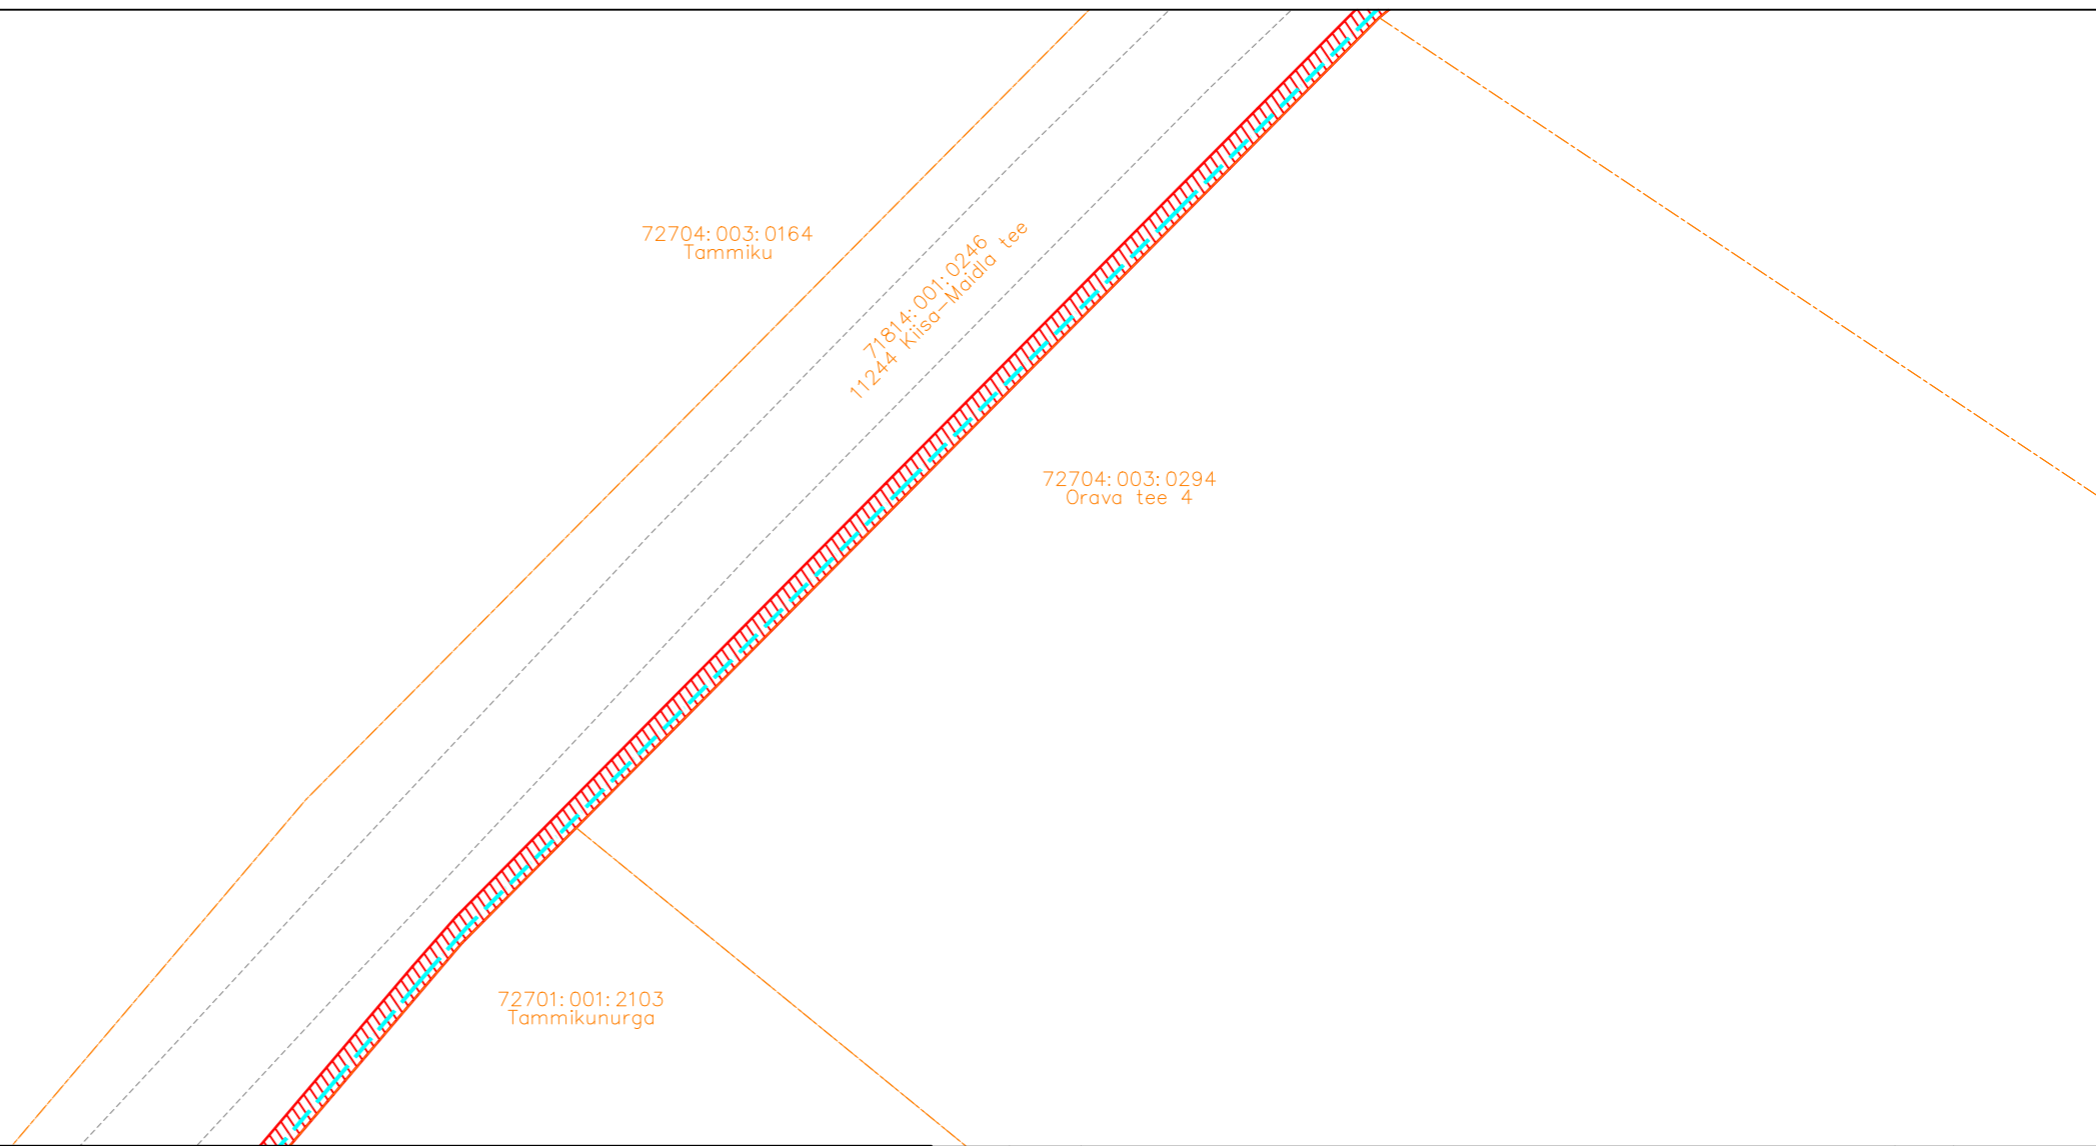 72704:003:0164
Tammiku
71814:001:0246
11244 Kiisa-Maidla tee
72704:003:0294
Orava tee 4
72701:001:2103
Tammikunurga